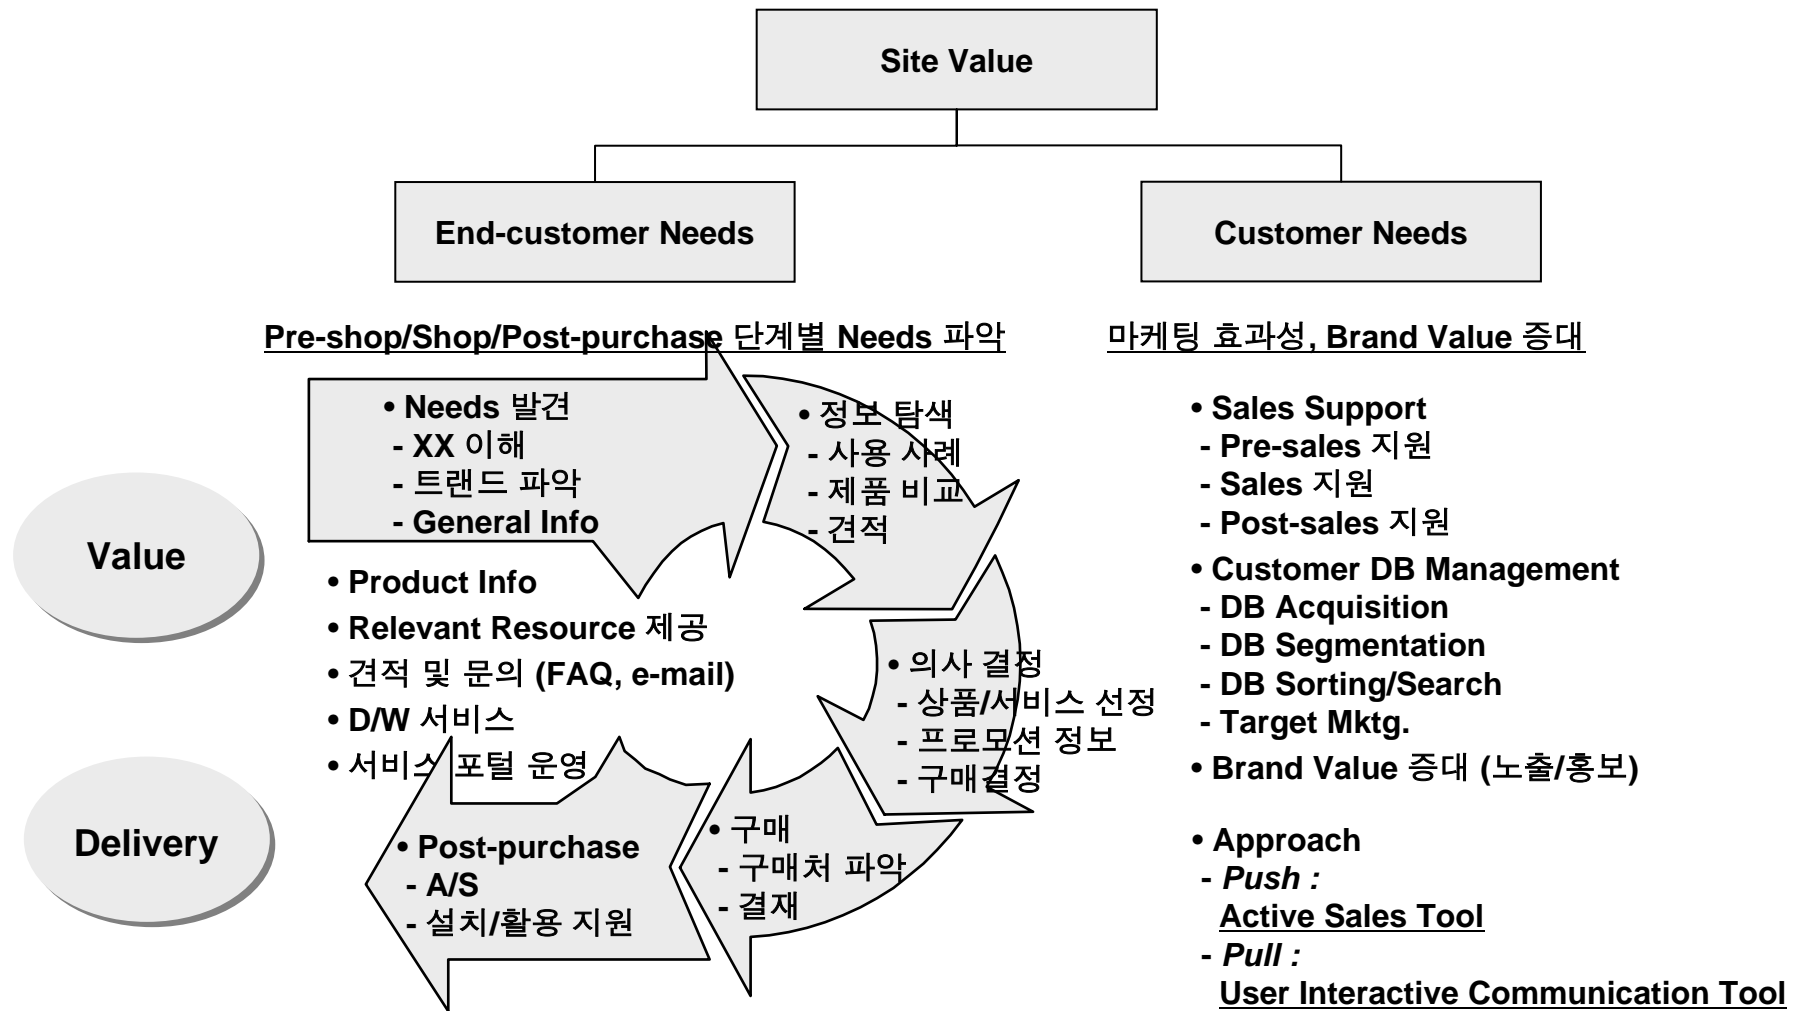 Site Value
End-customer Needs
Customer Needs
Pre-shop/Shop/Post-purchase 단계별 Needs 파악
• Needs 발견
- XX 이해
- 트랜드 파악
- General Info
• 정보 탐색
- 사용 사례
- 제품 비교
- 견적
• 의사 결정
- 상품/서비스 선정
- 프로모션 정보
- 구매결정
• 구매
- 구매처 파악
- 결재
• Post-purchase
- A/S
- 설치/활용 지원
• Product Info
• Relevant Resource 제공
• 견적 및 문의 (FAQ, e-mail)
• D/W 서비스
• 서비스 포털 운영
Value
Delivery
마케팅 효과성, Brand Value 증대
• Sales Support
- Pre-sales 지원
- Sales 지원
- Post-sales 지원
• Customer DB Management
- DB Acquisition
- DB Segmentation
- DB Sorting/Search
- Target Mktg.
• Brand Value 증대 (노출/홍보)
• Approach
- Push :
Active Sales Tool
- Pull :
User Interactive Communication Tool